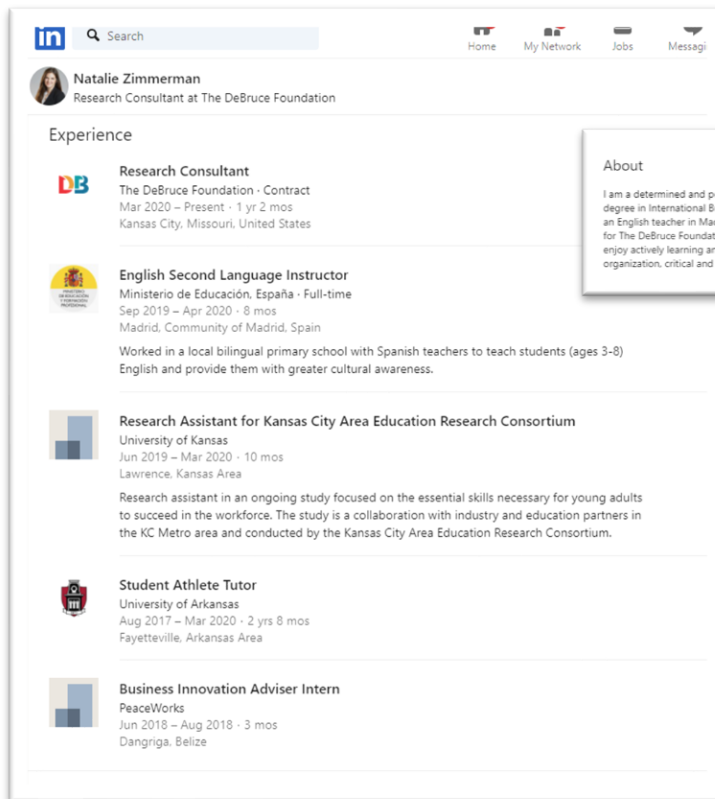 in
Search
Home My Network Jobs Messagi
Natalie Zimmerman
Research Consultant at The DeBruce Foundation
Experience
DB
Research Consultant
The DeBruce Foundation · Contract
Mar 2020 – Present · 1 yr 2 mos
Kansas City, Missouri, United States
About
I am a determined and p
degree in International B
an English teacher in Ma
for The DeBruce Foundat
enjoy actively learning ar
organization, critical and
English Second Language Instructor
Ministerio de Educación, España · Full-time
Sep 2019 – Apr 2020 · 8 mos
Madrid, Community of Madrid, Spain
Worked in a local bilingual primary school with Spanish teachers to teach students (ages 3-8)
English and provide them with greater cultural awareness.
Research Assistant for Kansas City Area Education Research Consortium
University of Kansas
Jun 2019 – Mar 2020 · 10 mos
Lawrence, Kansas Area
Research assistant in an ongoing study focused on the essential skills necessary for young adults
to succeed in the workforce. The study is a collaboration with industry and education partners in
the KC Metro area and conducted by the Kansas City Area Education Research Consortium.
Student Athlete Tutor
University of Arkansas
Aug 2017 – Mar 2020 · 2 yrs 8 mos
Fayetteville, Arkansas Area
Business Innovation Adviser Intern
PeaceWorks
Jun 2018 – Aug 2018 · 3 mos
Dangriga, Belize